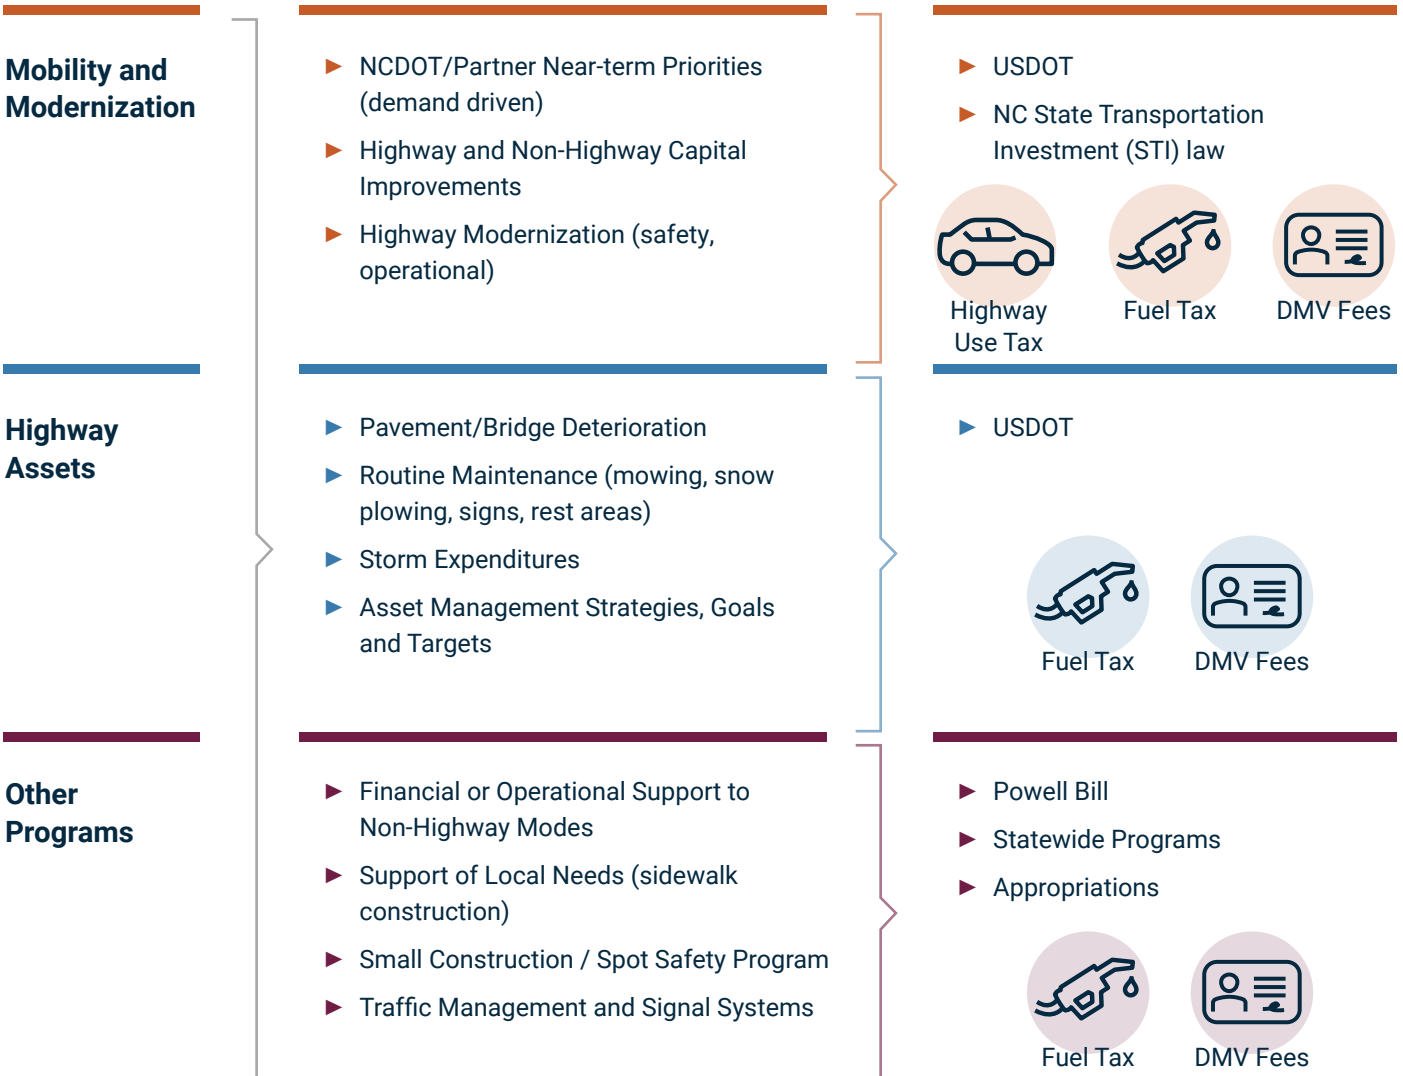 Mobility and
Modernization
► NCDOT/Partner Near-term Priorities
(demand driven)
► Highway and Non-Highway Capital
Improvements
► Highway Modernization (safety,
operational)
► USDOT
► NC State Transportation
Investment (STI) law
Highway
Use Tax
Fuel Tax
DMV Fees
Highway
Assets
► Pavement/Bridge Deterioration
► Routine Maintenance (mowing, snow
plowing, signs, rest areas)
► Storm Expenditures
► Asset Management Strategies, Goals
and Targets
► USDOT
Fuel Tax
DMV Fees
Other
Programs
► Financial or Operational Support to
Non-Highway Modes
► Support of Local Needs (sidewalk
construction)
► Small Construction / Spot Safety Program
► Traffic Management and Signal Systems
► Powell Bill
► Statewide Programs
► Appropriations
Fuel Tax
DMV Fees